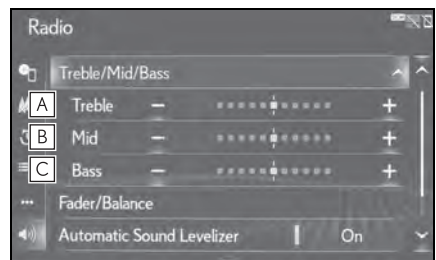 Radio
Treble/Mid/Bass
A Treble − +
B Mid − +
C Bass − +
Fader/Balance
Automatic Sound Levelizer On